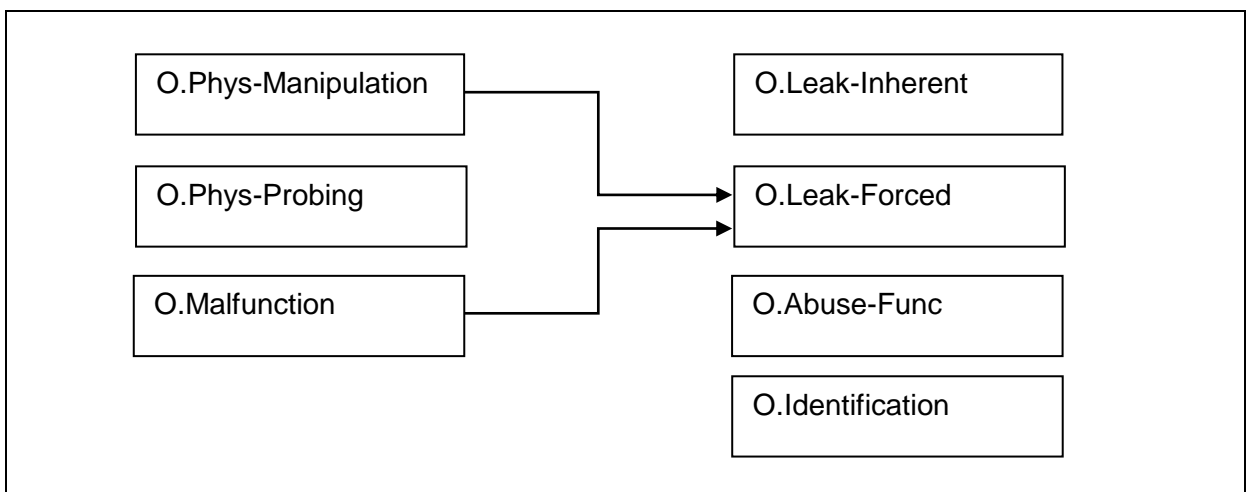 O.Phys-Manipulation
O.Leak-Inherent
O.Phys-Probing
O.Leak-Forced
O.Malfunction
O.Abuse-Func
O.Identification